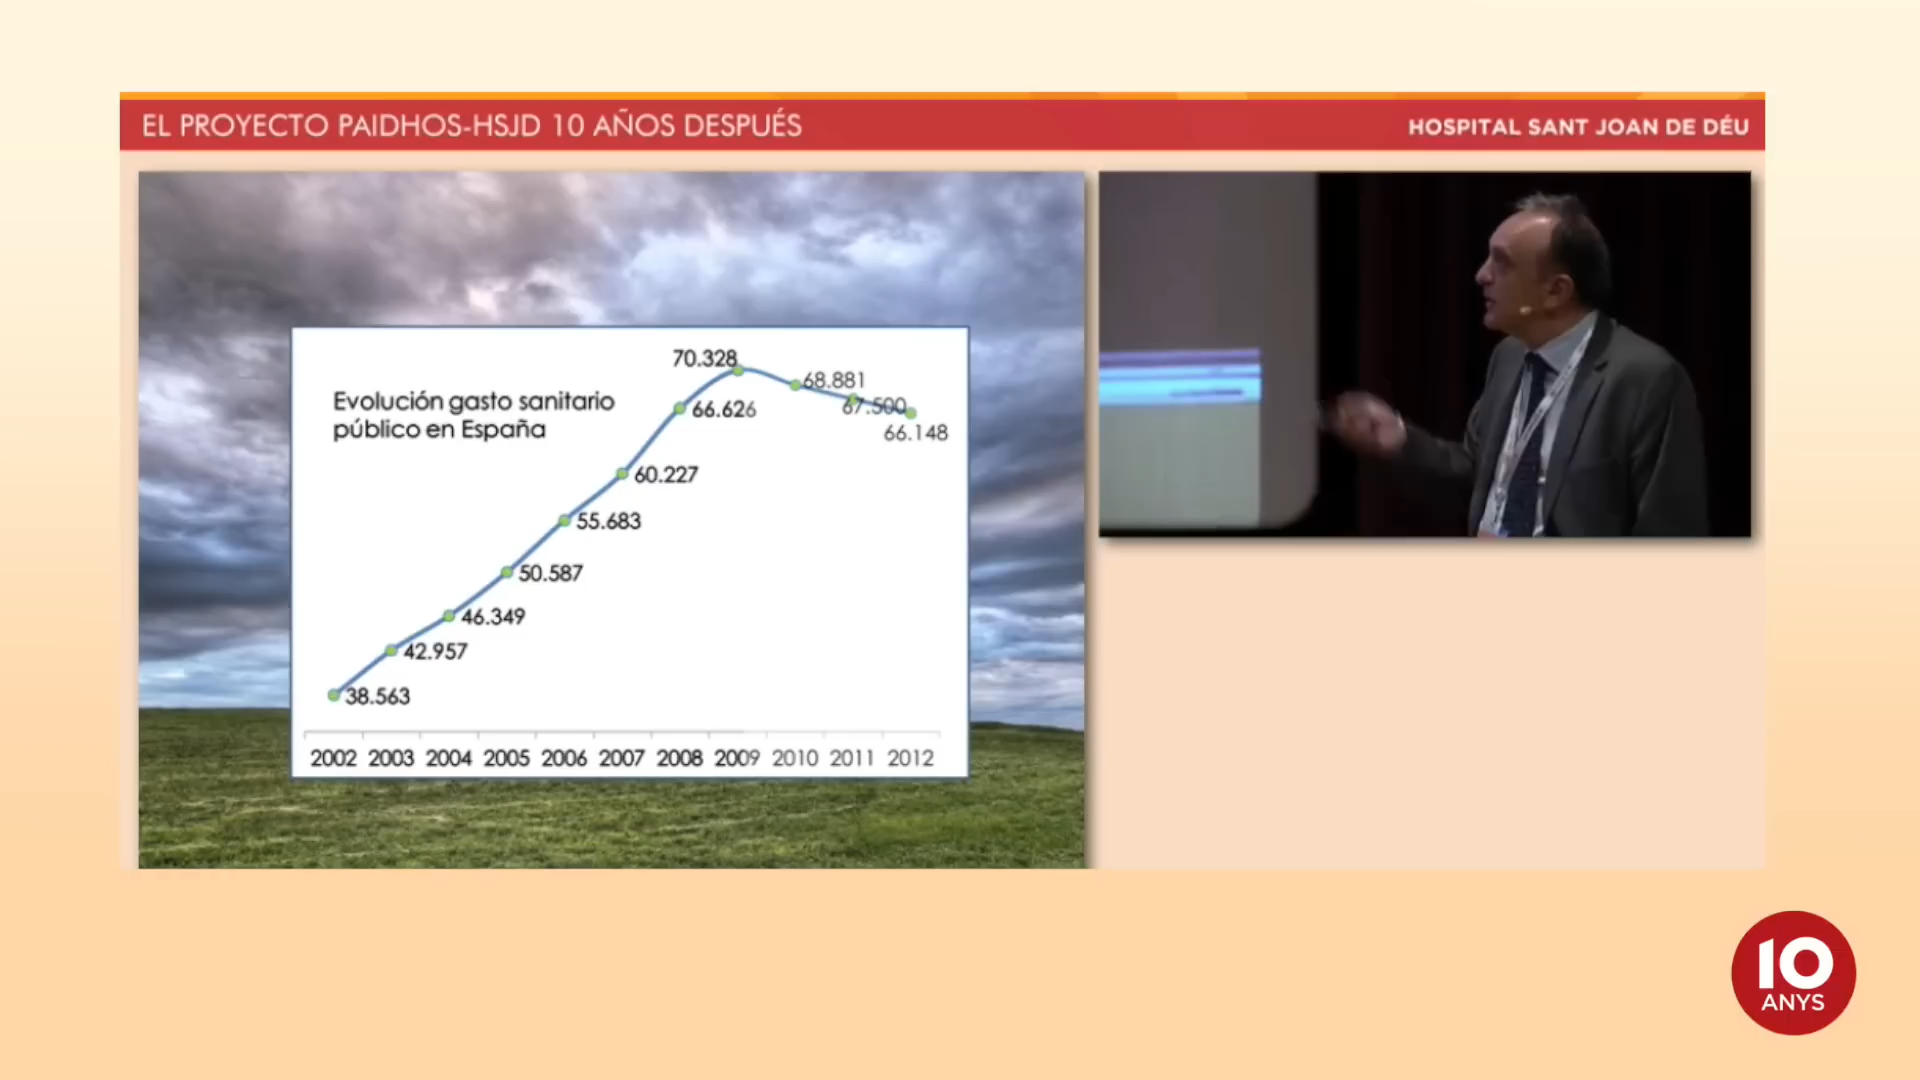 EL PROYECTO PAIDHOS-HSJD 10 AÑOS DESPUÉS
HOSPITAL SANT JOAN DE DÉU
Evolución gasto sanitario
público en España
70.328
68.881
67.500
66.148
66.626
60.227
55.683
50.587
46.349
42.957
38.563
2002 2003 2004 2005 2006 2007 2008 2009 2010 2011 2012
10
ANYS